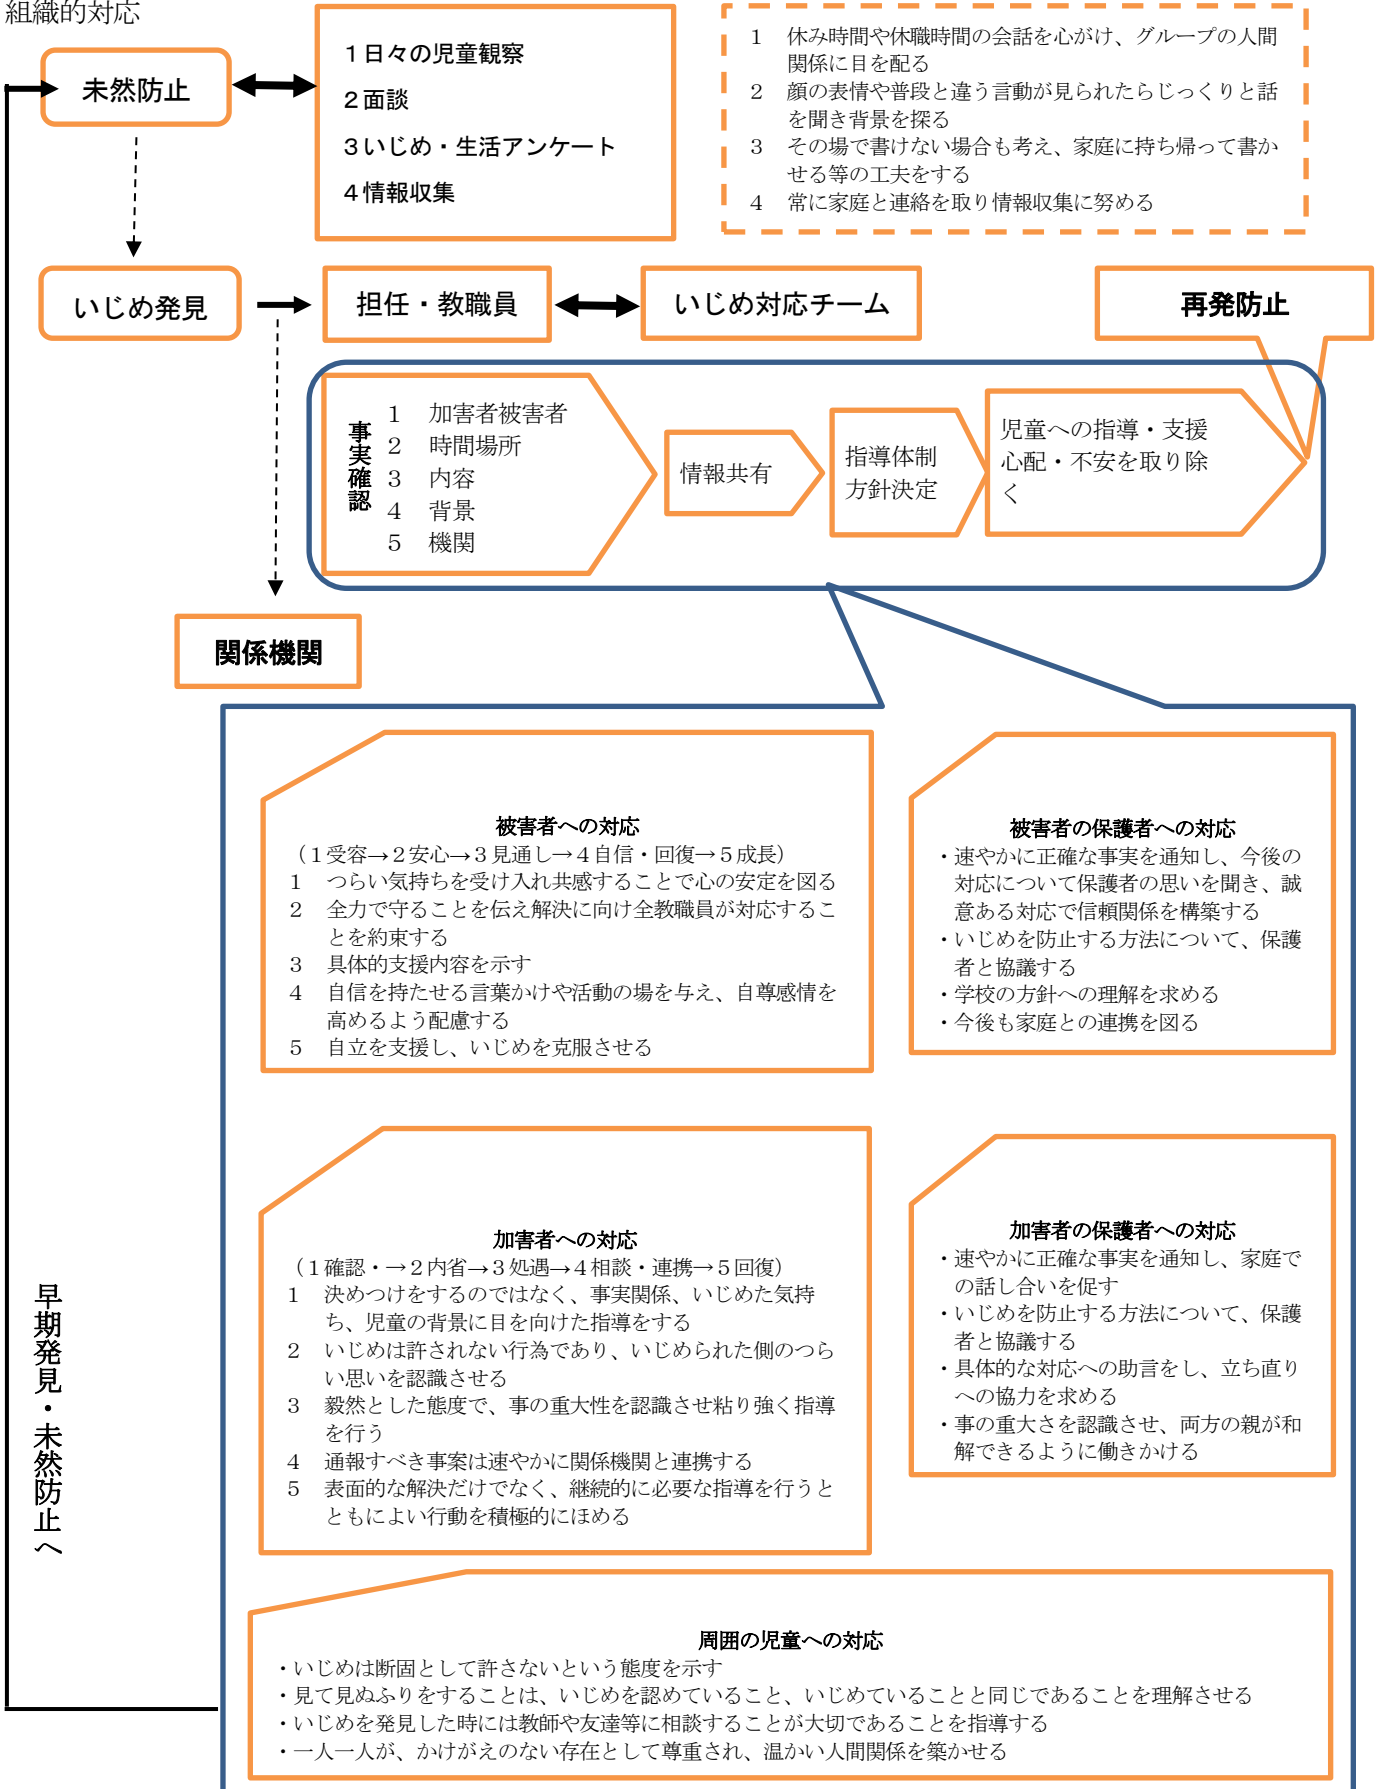 組織的対応
未然防止
１日々の児童観察
２面談
３いじめ・生活アンケート
４情報収集
１　休み時間や休職時間の会話を心がけ、グループの人間
関係に目を配る
２　顔の表情や普段と違う言動が見られたらじっくりと話
を聞き背景を探る
３　その場で書けない場合も考え、家庭に持ち帰って書か
せる等の工夫をする
４　常に家庭と連絡を取り情報収集に努める
いじめ発見
担任・教職員
いじめ対応チーム
再発防止
事実確認
１　加害者被害者
２　時間場所
３　内容
４　背景
５　機関
情報共有
指導体制
方針決定
児童への指導・支援
心配・不安を取り除
く
関係機関
被害者への対応
（１受容→２安心→３見通し→４自信・回復→５成長）
１　つらい気持ちを受け入れ共感することで心の安定を図る
２　全力で守ることを伝え解決に向け全教職員が対応するこ
とを約束する
３　具体的支援内容を示す
４　自信を持たせる言葉かけや活動の場を与え、自尊感情を
高めるよう配慮する
５　自立を支援し、いじめを克服させる
被害者の保護者への対応
・速やかに正確な事実を通知し、今後の
対応について保護者の思いを聞き、誠
意ある対応で信頼関係を構築する
・いじめを防止する方法について、保護
者と協議する
・学校の方針への理解を求める
・今後も家庭との連携を図る
加害者への対応
（１確認・→２内省→３処遇→４相談・連携→５回復）
１　決めつけをするのではなく、事実関係、いじめた気持
ち、児童の背景に目を向けた指導をする
２　いじめは許されない行為であり、いじめられた側のつら
い思いを認識させる
３　毅然とした態度で、事の重大性を認識させ粘り強く指導
を行う
４　通報すべき事案は速やかに関係機関と連携する
５　表面的な解決だけでなく、継続的に必要な指導を行うと
ともによい行動を積極的にほめる
加害者の保護者への対応
・速やかに正確な事実を通知し、家庭で
の話し合いを促す
・いじめを防止する方法について、保護
者と協議する
・具体的な対応への助言をし、立ち直り
への協力を求める
・事の重大さを認識させ、両方の親が和
解できるように働きかける
早期発見・未然防止へ
周囲の児童への対応
・いじめは断固として許さないという態度を示す
・見て見ぬふりをすることは、いじめを認めていること、いじめていることと同じであることを理解させる
・いじめを発見した時には教師や友達等に相談することが大切であることを指導する
・一人一人が、かけがえのない存在として尊重され、温かい人間関係を築かせる